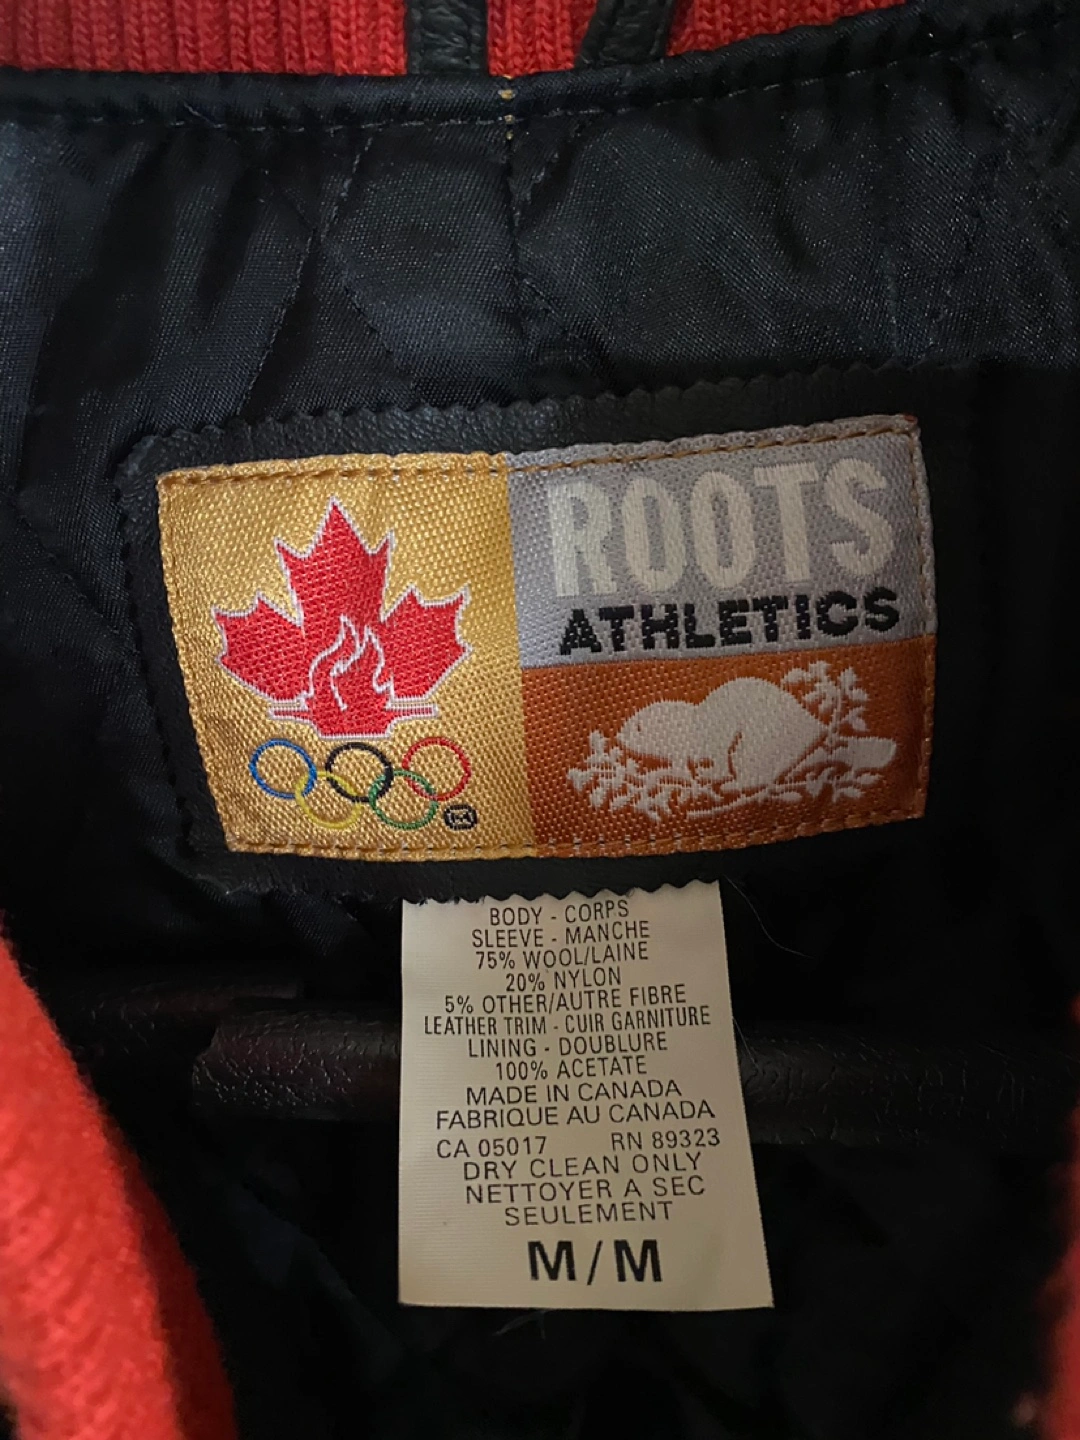 ROOTS
ATHLETICS
BODY - CORPS
SLEEVE - MANCHE
75% WOOL/LAINE
20% NYLON
5% OTHER/AUTRE FIBRE
LEATHER TRIM - CUIR GARNITURE
LINING - DOUBLURE
100% ACETATE
MADE IN CANADA
FABRIQUE AU CANADA
CA 05017 RN 89323
DRY CLEAN ONLY
NETTOYER A SEC
SEULEMENT
M/M